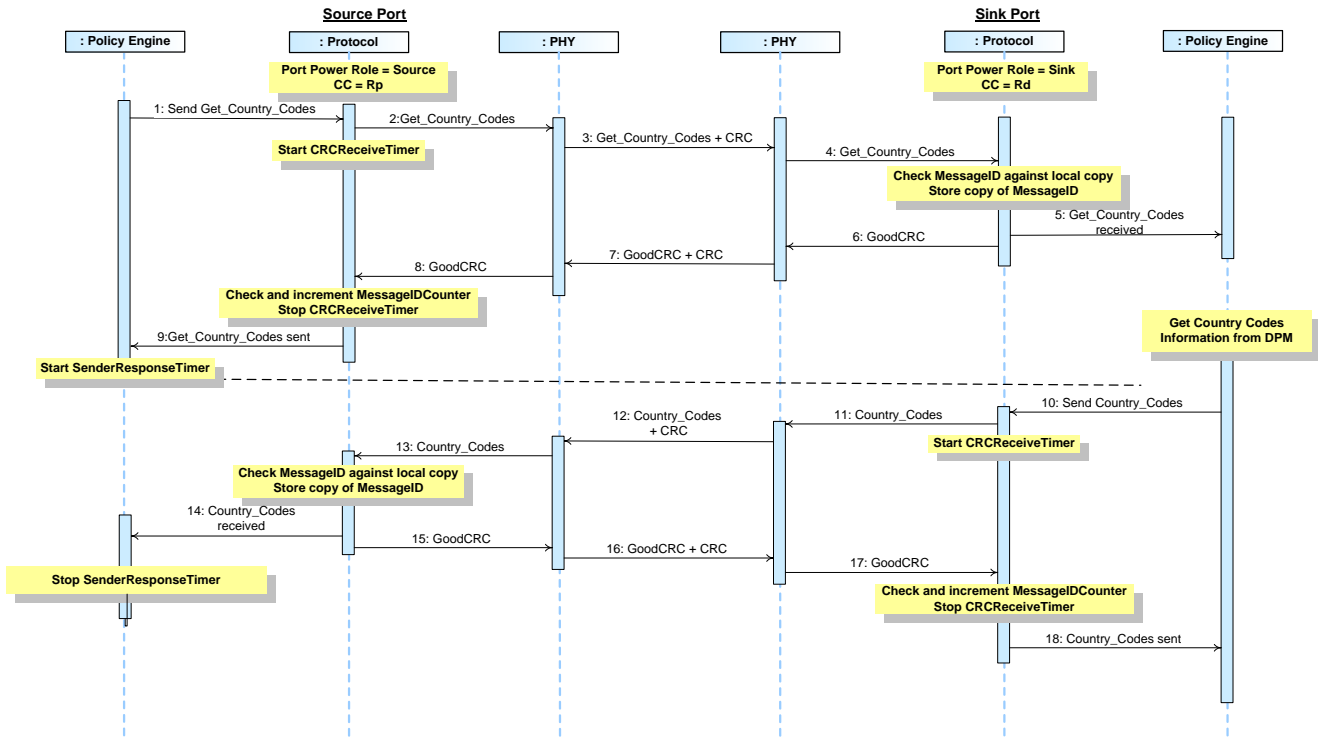 Source Port
Sink Port
: Policy Engine
: Protocol
: PHY
: PHY
: Protocol
: Policy Engine
Port Power Role = Source
CC = Rp
Port Power Role = Sink
CC = Rd
1: Send Get_Country_Codes
2:Get_Country_Codes
Start CRCReceiveTimer
3: Get_Country_Codes + CRC
4: Get_Country_Codes
Check MessageID against local copy
Store copy of MessageID
5: Get_Country_Codes
received
6: GoodCRC
7: GoodCRC + CRC
8: GoodCRC
Check and increment MessageIDCounter
Stop CRCReceiveTimer
9:Get_Country_Codes sent
Start SenderResponseTimer
Get Country Codes
Information from DPM
10: Send Country_Codes
11: Country_Codes
Start CRCReceiveTimer
12: Country_Codes
+ CRC
13: Country_Codes
Check MessageID against local copy
Store copy of MessageID
14: Country_Codes
received
15: GoodCRC
16: GoodCRC + CRC
17: GoodCRC
Stop SenderResponseTimer
Check and increment MessageIDCounter
Stop CRCReceiveTimer
18: Country_Codes sent